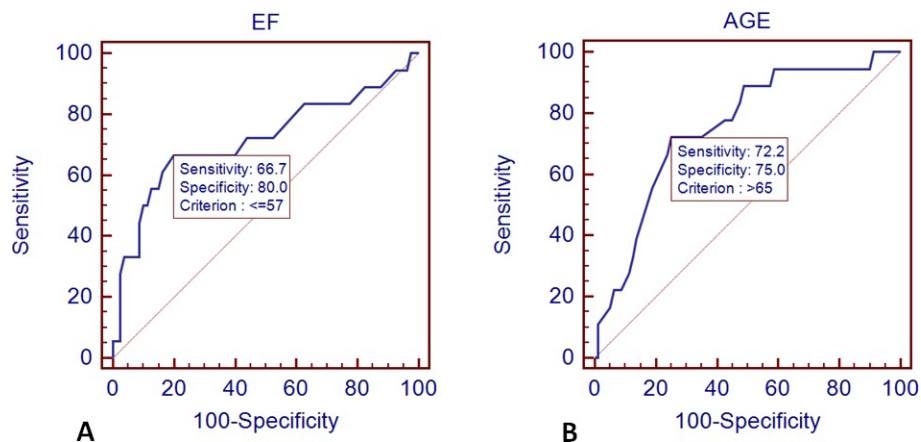 EF
100
80
60
40
20
0
Sensitivity
Sensitivity: 66.7
Specificity: 80.0
Criterion : <=57
0 20 40 60 80 100
100-Specificity
A
AGE
100
80
60
40
20
0
Sensitivity
Sensitivity: 72.2
Specificity: 75.0
Criterion : >65
0 20 40 60 80 100
100-Specificity
B